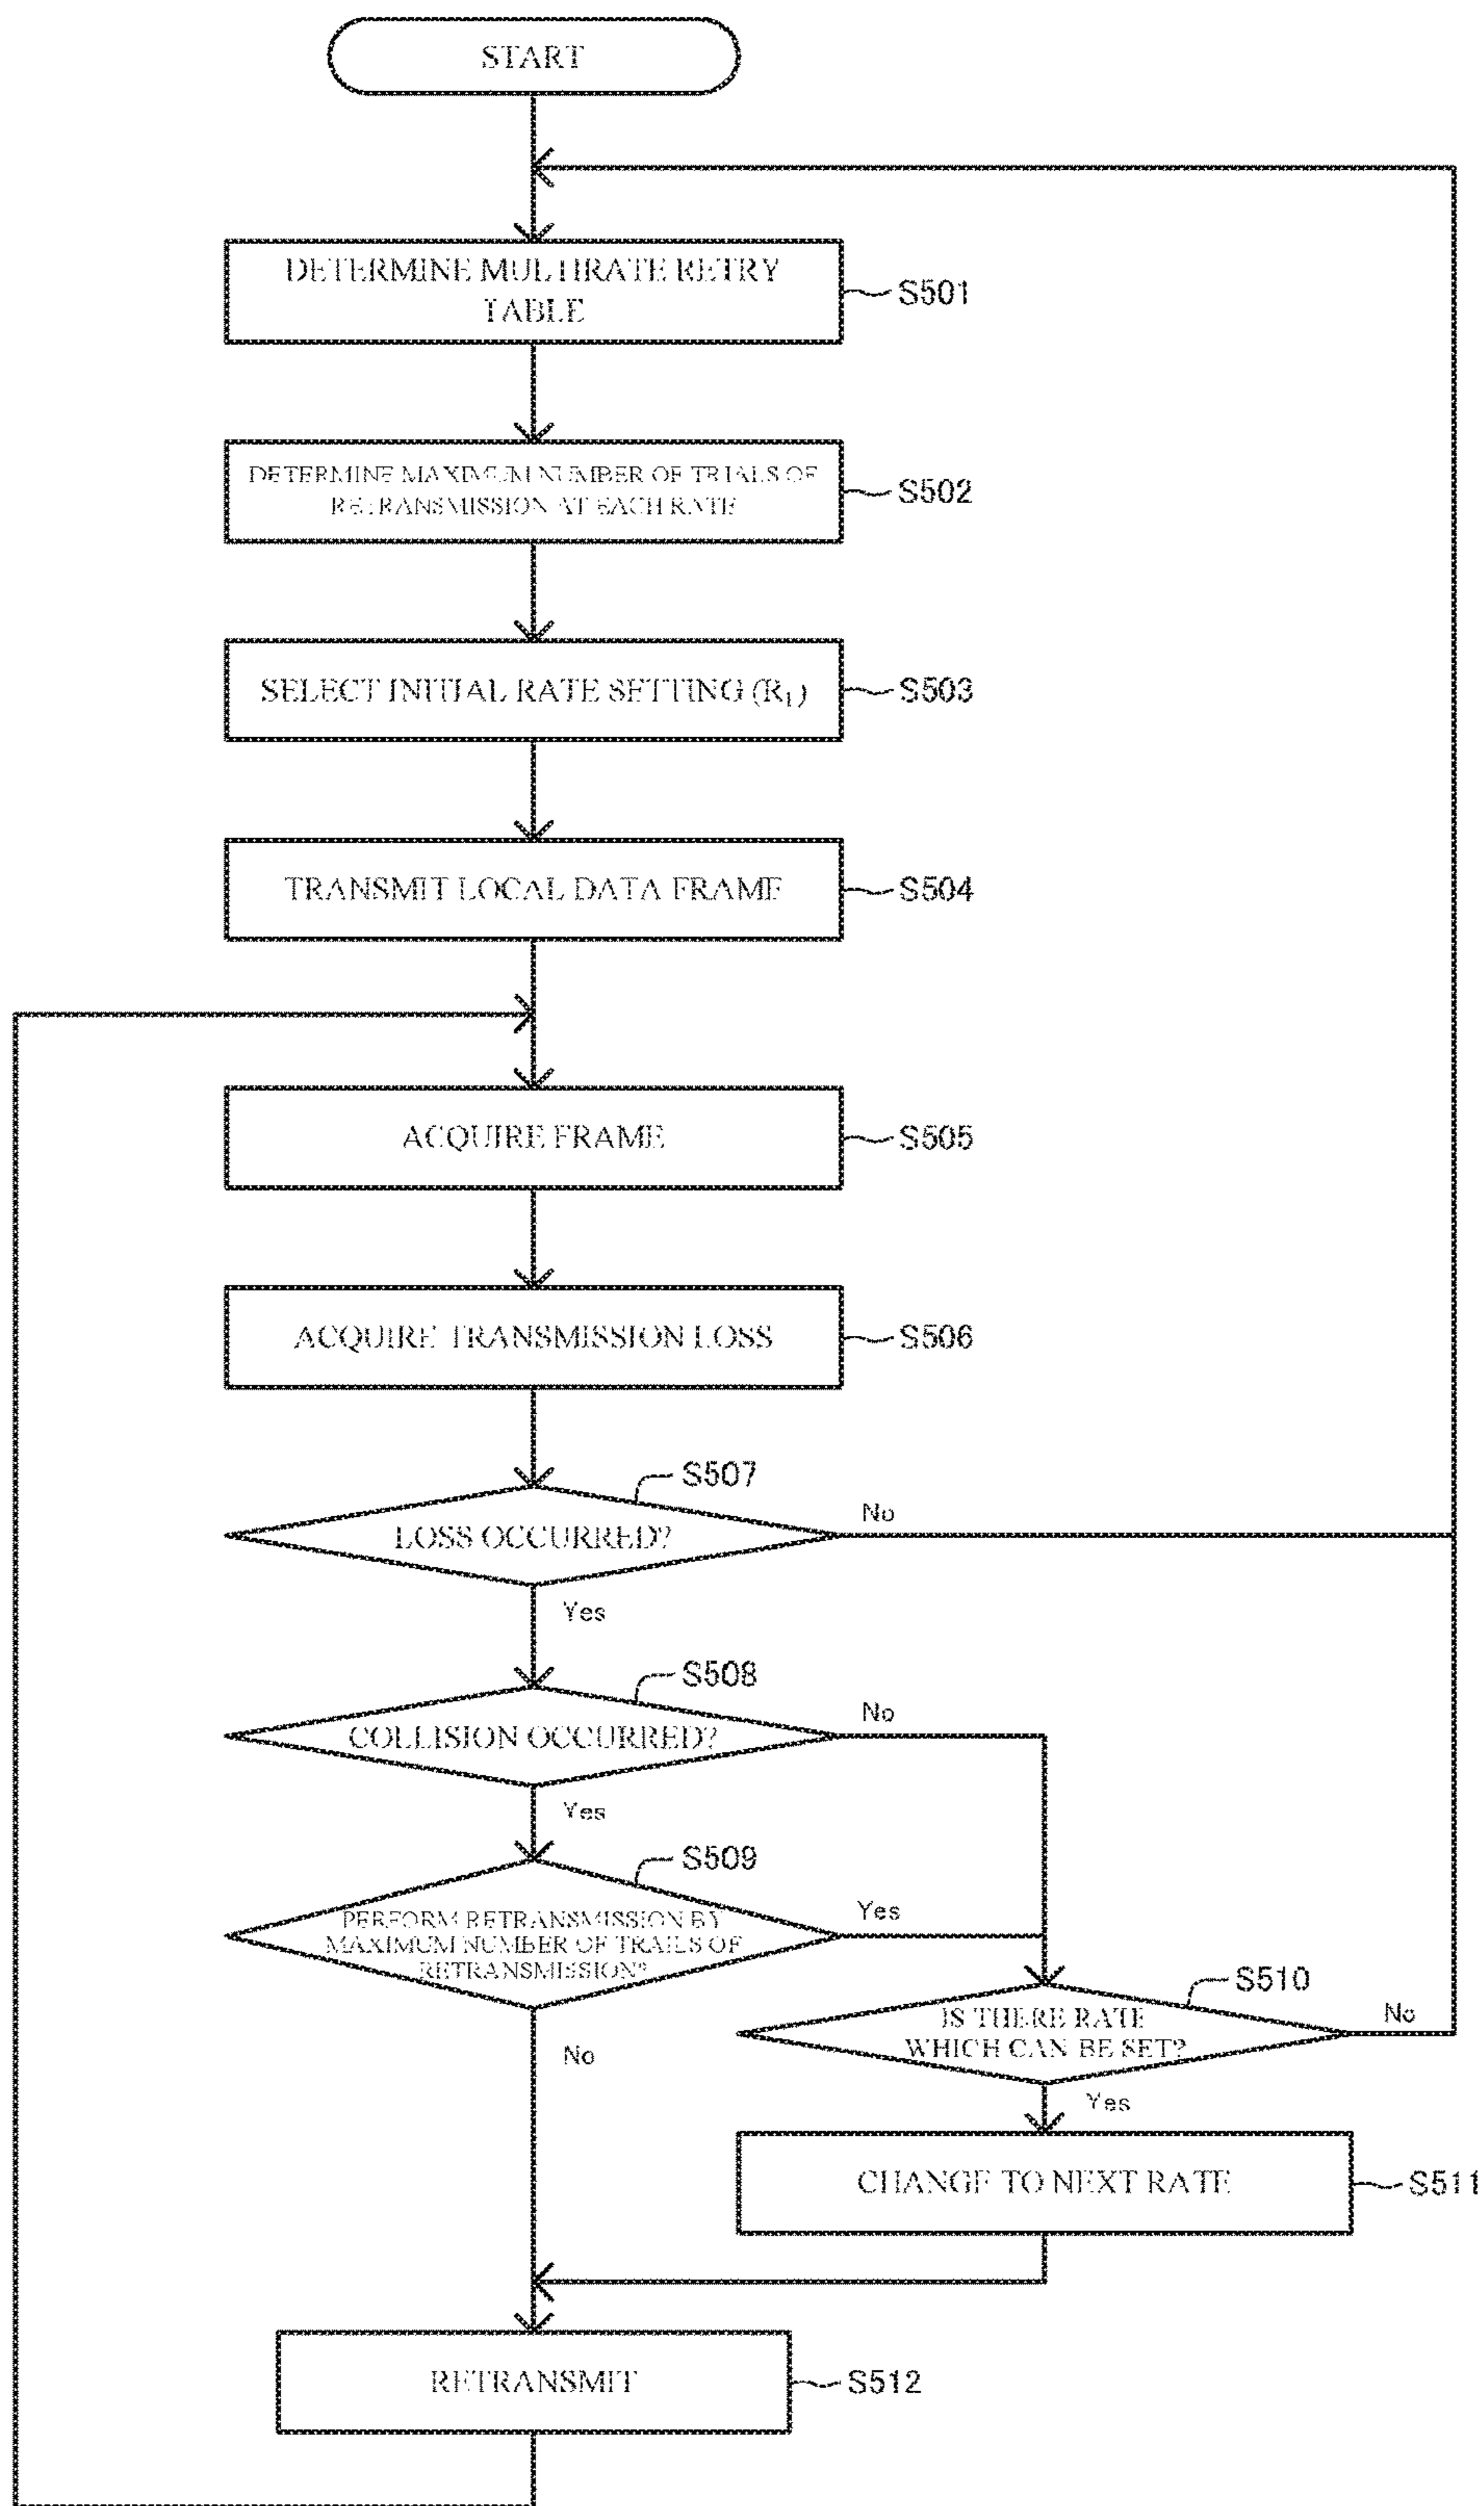 START
DETERMINE MULTIRATE RETRY
TABLE
S501
DETERMINE MAXIMUM NUMBER OF TRIALS OF
RETRANSMISSION AT EACH RATE
S502
SELECT INITIAL RATE SETTING (R₁)
S503
TRANSMIT LOCAL DATA FRAME
S504
ACQUIRE FRAME
S505
ACQUIRE TRANSMISSION LOSS
S506
S507
LOSS OCCURRED?
No
Yes
S508
COLLISION OCCURRED?
No
Yes
S509
PERFORM RETRANSMISSION BY
MAXIMUM NUMBER OF TRAILS OF
RETRANSMISSION?
Yes
No
S510
IS THERE RATE
WHICH CAN BE SET?
No
Yes
CHANGE TO NEXT RATE
S511
RETRANSMIT
S512